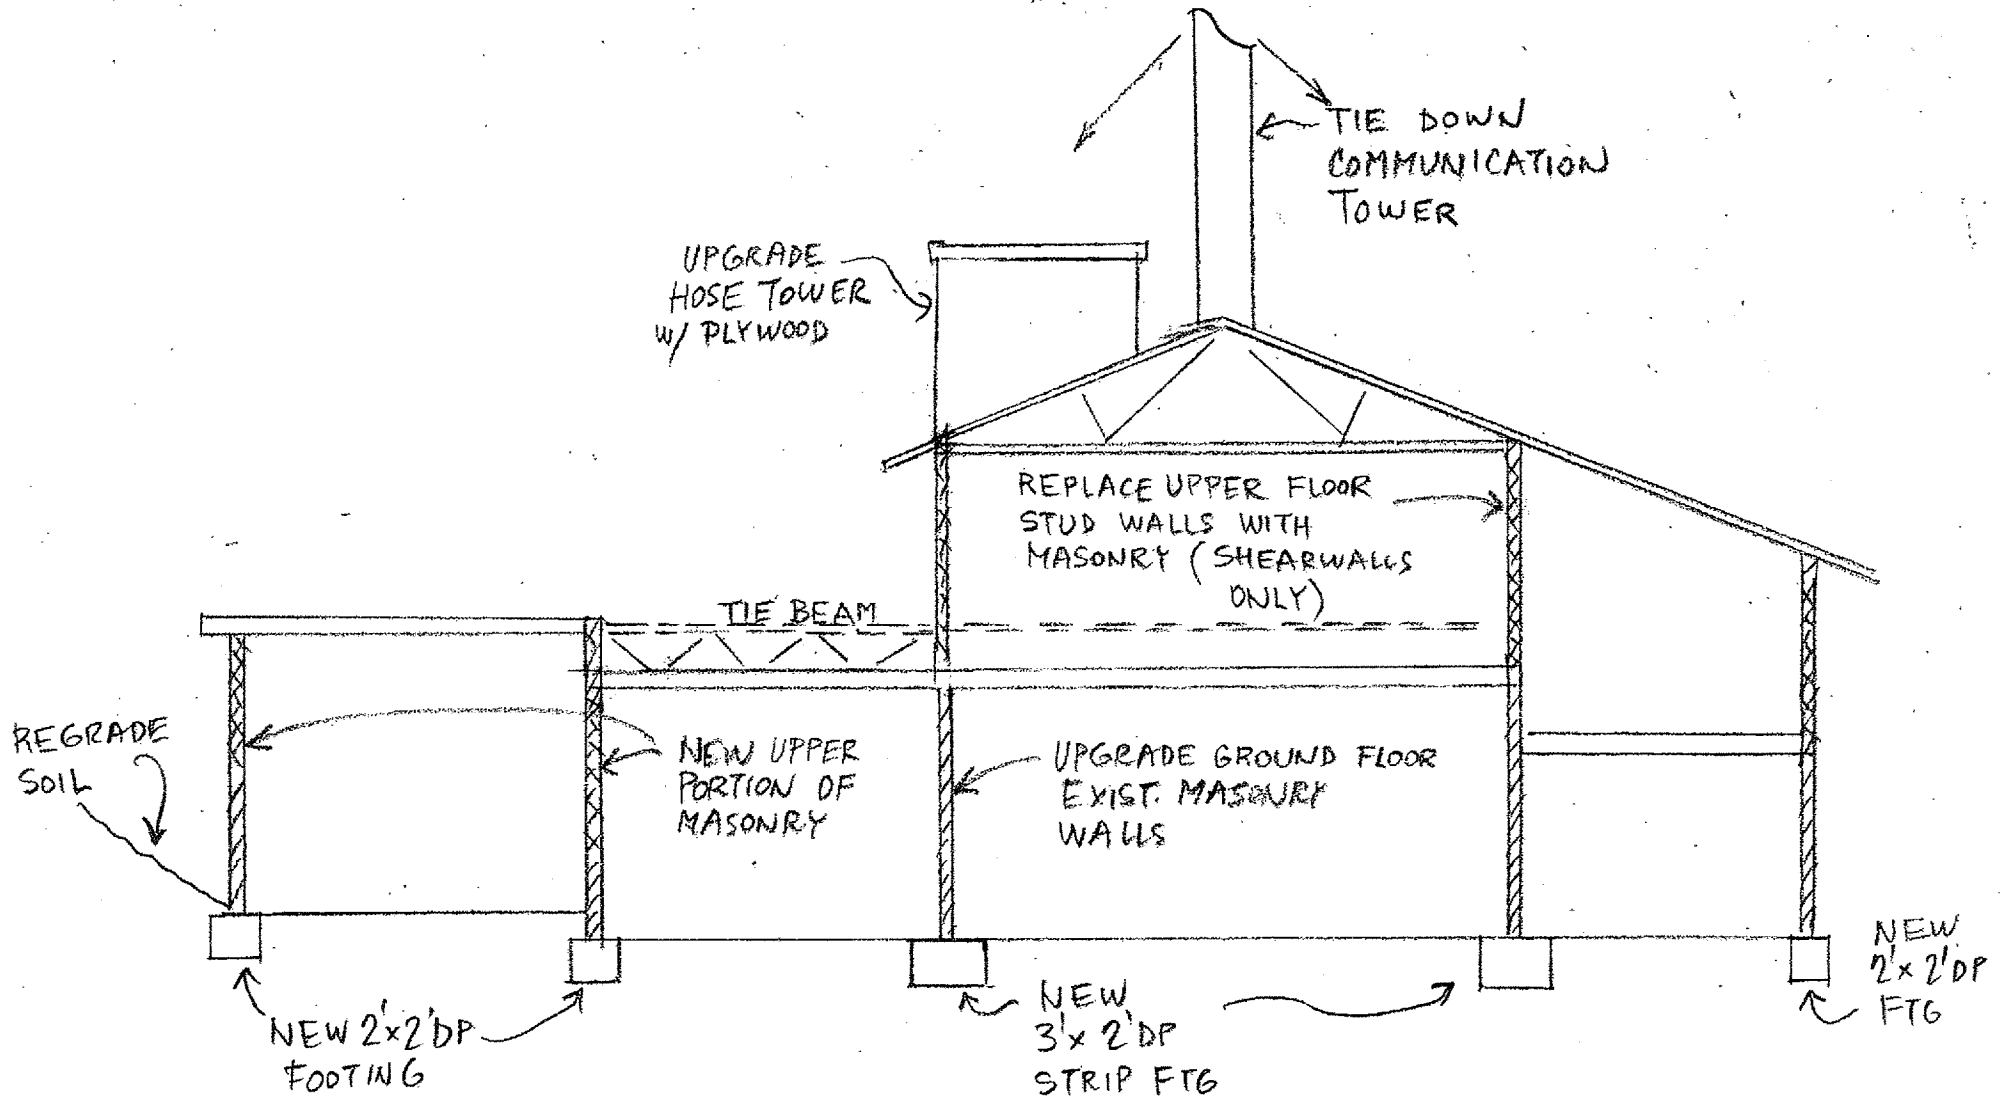 TIE DOWN
COMMUNICATION
TOWER
UPGRADE
HOSE TOWER
W/ PLYWOOD
REPLACE UPPER FLOOR
STUD WALLS WITH
MASONRY (SHEARWALLS
ONLY)
TIE BEAM
REGRADE
SOIL
NEW UPPER
PORTION OF
MASONRY
UPGRADE GROUND FLOOR
EXIST. MASONRY
WALLS
NEW 2'x2'DP
FOOTING
NEW
3'x 2'DP
STRIP FTG
NEW
2'x 2'DP
FTG